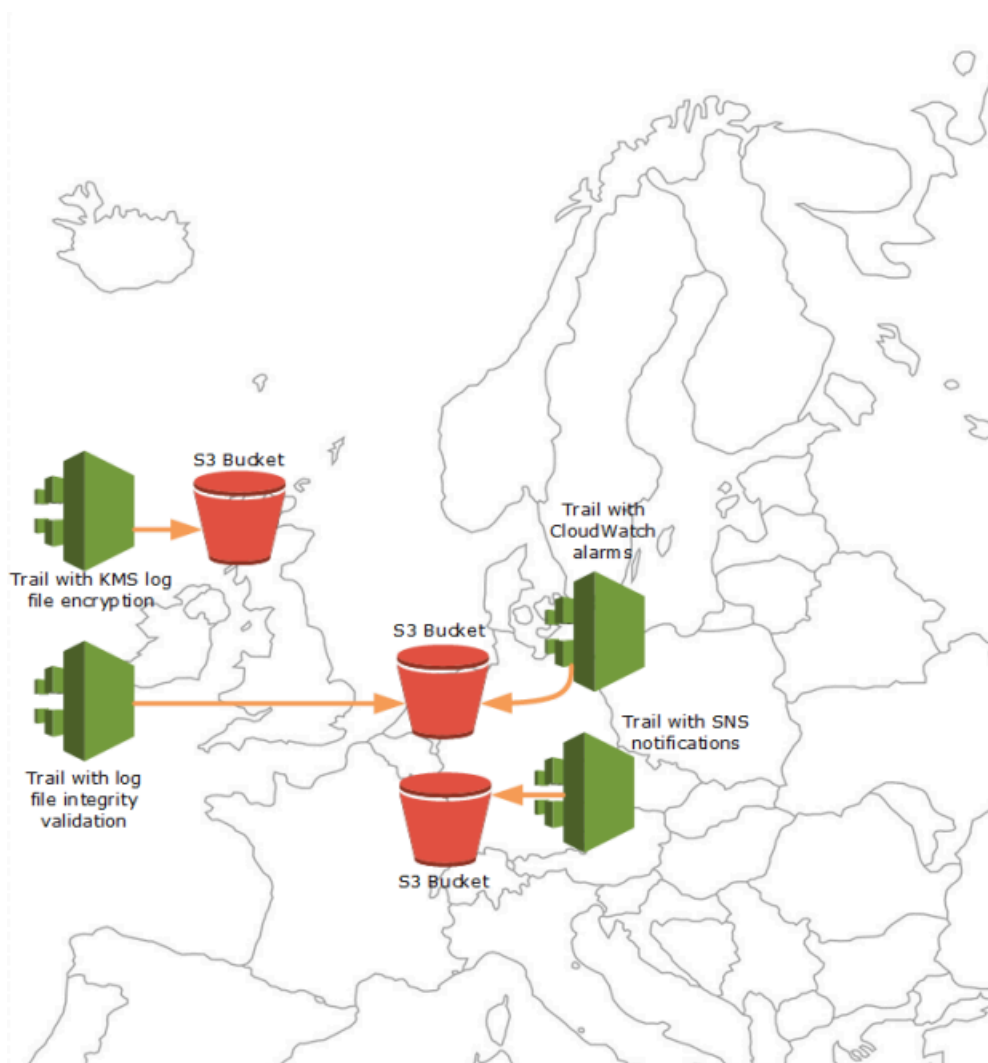 S3 Bucket
Trail with KMS log
file encryption
Trail with
CloudWatch
alarms
S3 Bucket
Trail with log
file integrity
validation
Trail with SNS
notifications
S3 Bucket